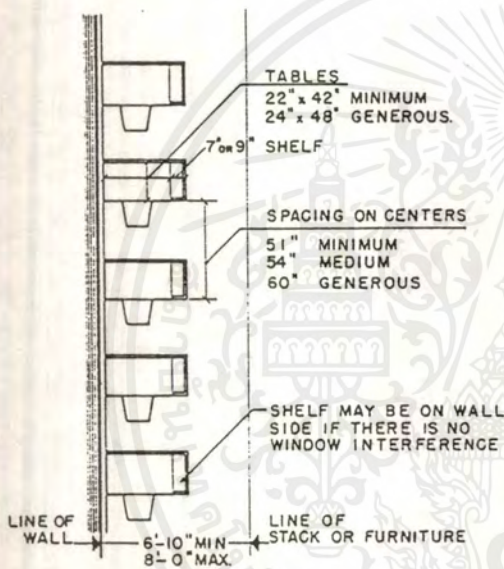 TABLES
22" x 42" MINIMUM
24" x 48" GENEROUS.
7" OR 9" SHELF
SPACING ON CENTERS
51" MINIMUM
54" MEDIUM
60" GENEROUS
SHELF MAY BE ON WALL
SIDE IF THERE IS NO
WINDOW INTERFERENCE
LINE OF
WALL
6'-10" MIN
8'-0" MAX.
LINE OF
STACK OR FURNITURE